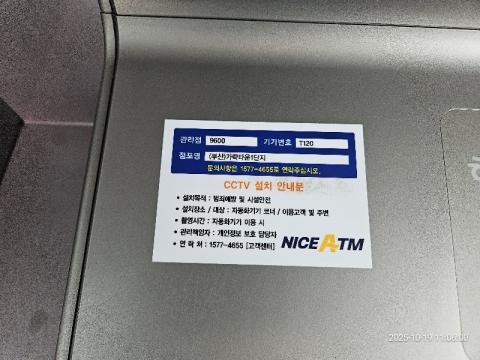 관리점 9600 기기번호 T120
점포명 (부산)가락타운1단지
문의사항은 1577-4655로 연락주십시오.
CCTV 설치 안내문
• 설치목적 : 범죄예방 및 시설안전
• 설치장소 / 대상 : 자동화기기 코너 / 이용고객 및 주변
• 촬영시간 : 자동화기기 이용 시
• 관리책임자 : 개인정보 보호 담당자
• 연 락 처 : 1577-4655 [고객센터]
NICE ATM
2025-10-19 11:06:00